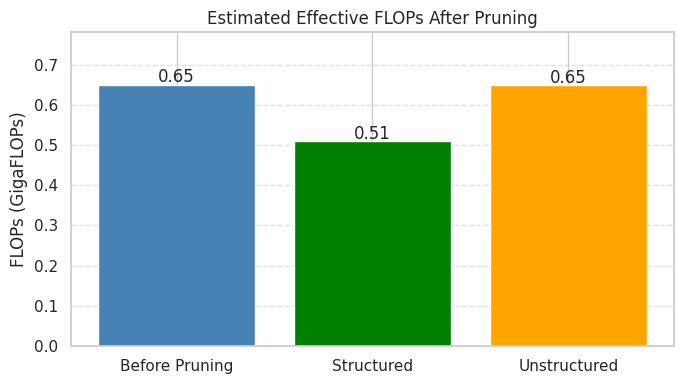 Estimated Effective FLOPs After Pruning
FLOPs (GigaFLOPs)
0.7
0.6
0.5
0.4
0.3
0.2
0.1
0.0
0.65
0.51
0.65
Before Pruning
Structured
Unstructured